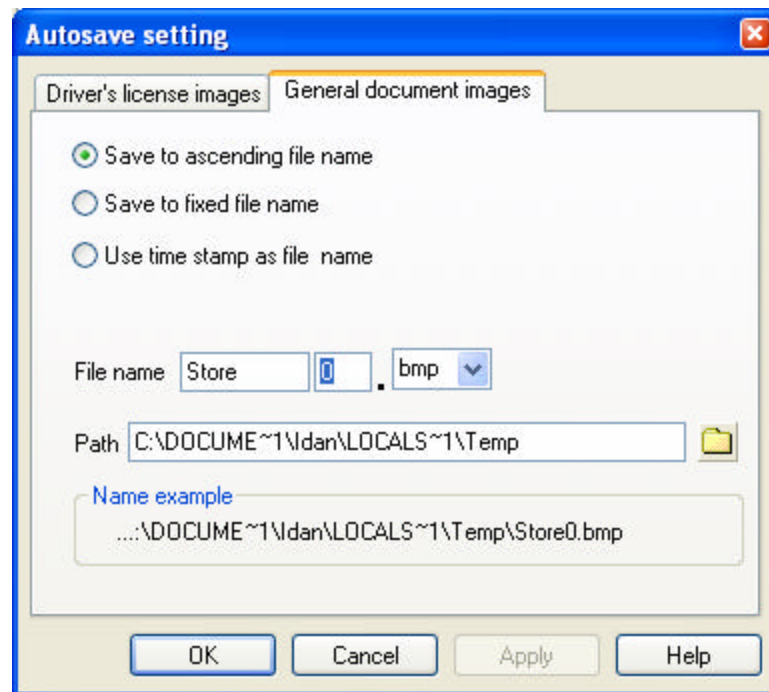 Autosave setting
Driver's license images General document images
Save to ascending file name
Save to fixed file name
Use time stamp as file name
File name Store 0 . bmp
Path C:\DOCUME~1\Idan\LOCALS~1\Temp
Name example
...:\DOCUME~1\Idan\LOCALS~1\Temp\Store0.bmp
OK Cancel Apply Help